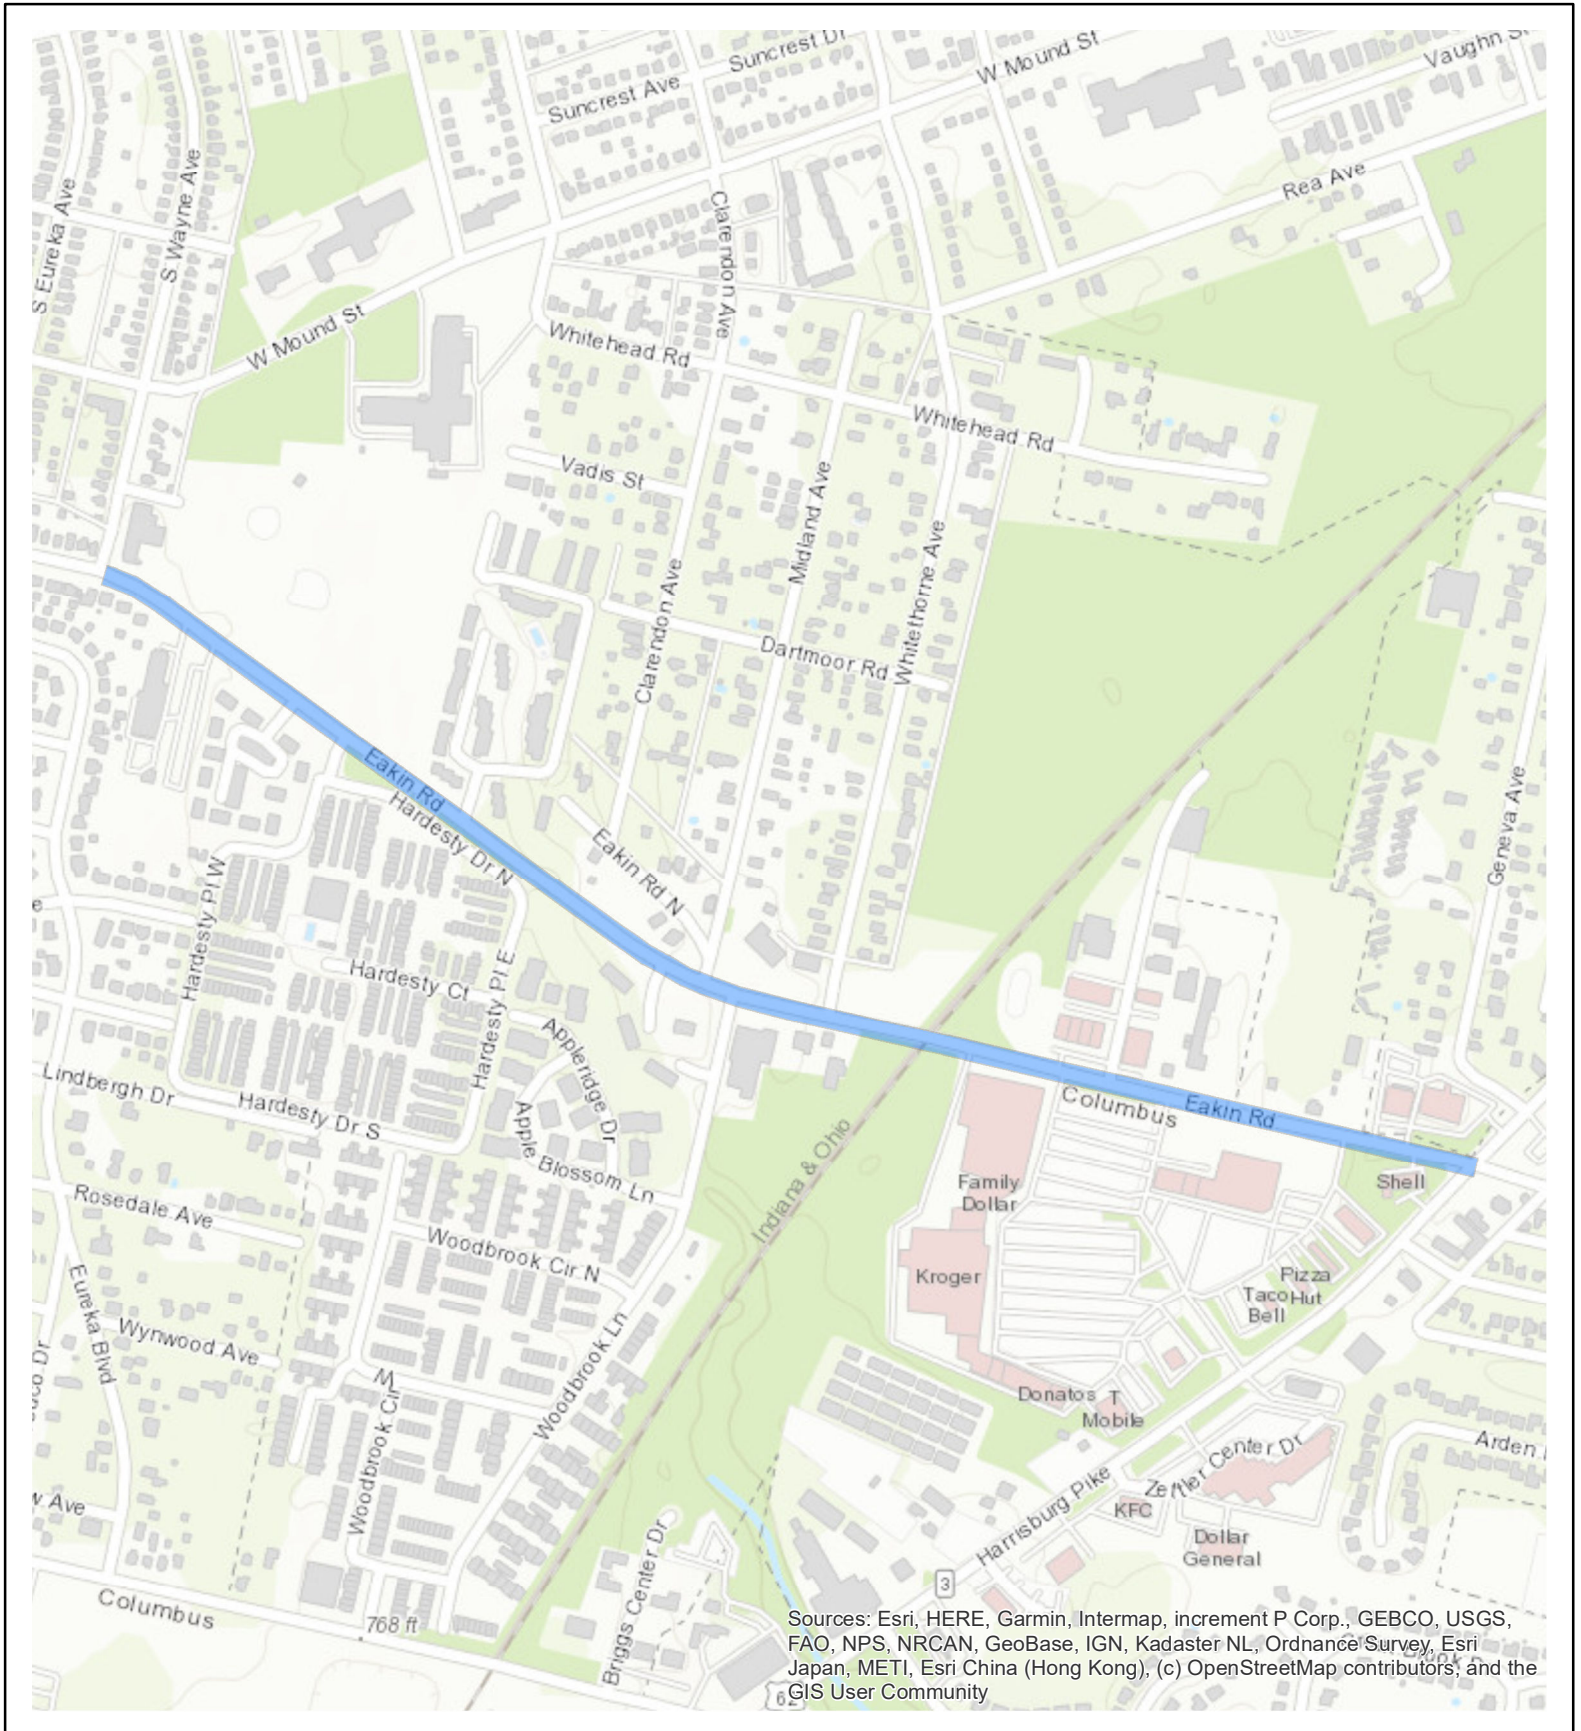 Suncrest Dr
W Mound St
Vaughn S
Suncrest Ave
S Wayne Ave
S Eureka Ave
Rea Ave
Clarendon Ave
W Mound St
Whitehead Rd
Whitehead Rd
Vadis St
Midland Ave
Whitethorne Ave
Clarendon Ave
Dartmoor Rd
Eakin Rd
Hardesty Dr N
Eakin Rd N
Geneva Ave
e
Hardesty Pl W
Hardesty Ct
Hardesty Pl E
Appleridge Dr
Lindbergh Dr
Hardesty Dr S
Columbus
Eakin Rd
Apple Blossom Ln
Indiana & Ohio
Family
Dollar
Shell
Rosedale Ave
Woodbrook Cir N
Kroger
Pizza
Hut
Taco
Bell
Eureka Blvd
Wynwood Ave
Woodbrook Ln
Donatos
T
Mobile
Woodbrook Cir W
Zettler Center Dr
Arden
Harrisburg Pike
w Ave
KFC
Dollar
General
Briggs Center Dr
3
Columbus
768 ft
6
Sources: Esri, HERE, Garmin, Intermap, increment P Corp., GEBCO, USGS,
FAO, NPS, NRCAN, GeoBase, IGN, Kadaster NL, Ordnance Survey, Esri
Japan, METI, Esri China (Hong Kong), (c) OpenStreetMap contributors, and the
GIS User Community